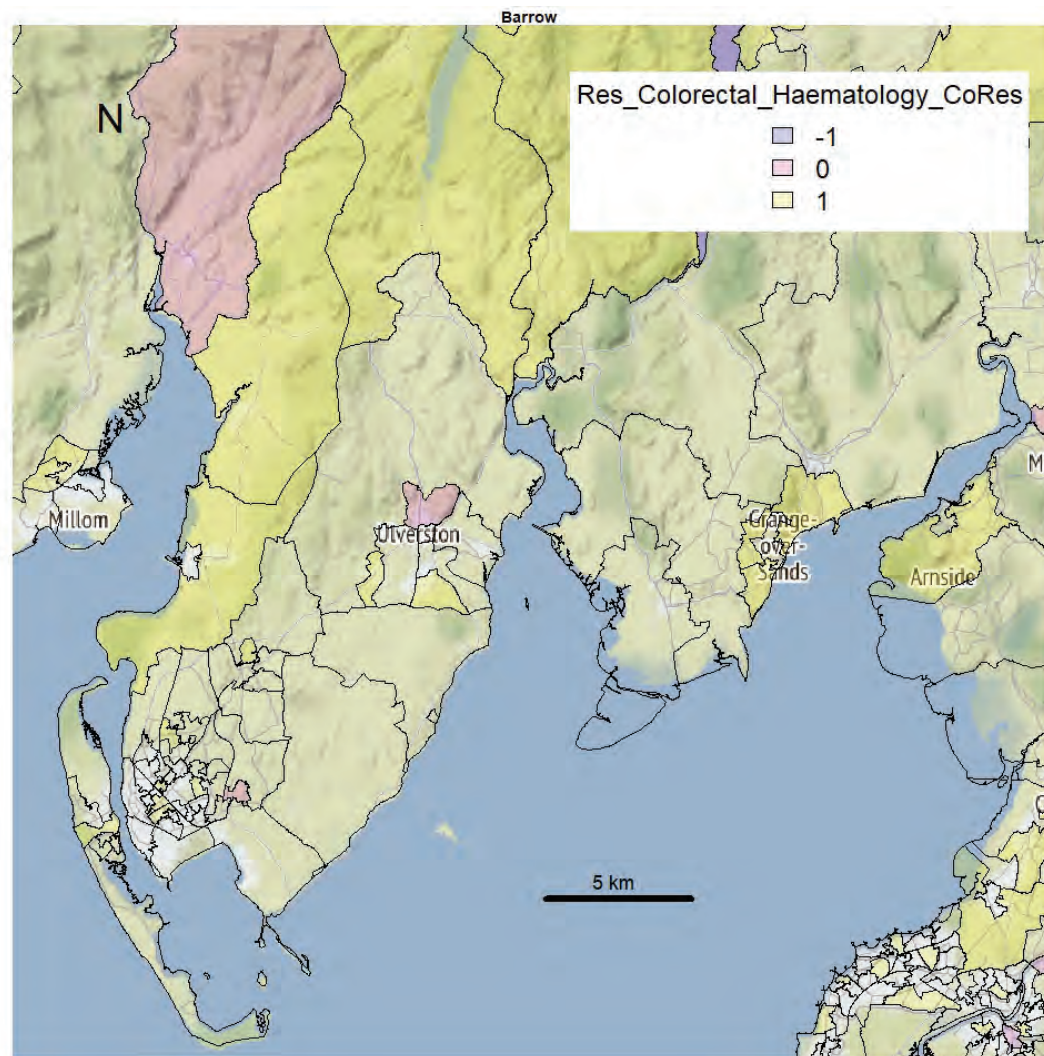 Barrow
N
Res_Colorectal_Haematology_CoRes
-1
0
1
Millom
Ulverston
Grange-
over-
Sands
Arnside
M
5 km
C